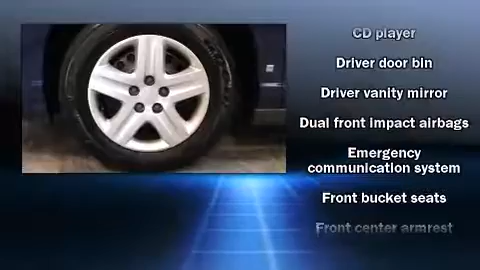 CD player
Driver door bin
Driver vanity mirror
Dual front impact airbags
Emergency
communication system
Front bucket seats
Front center armrest